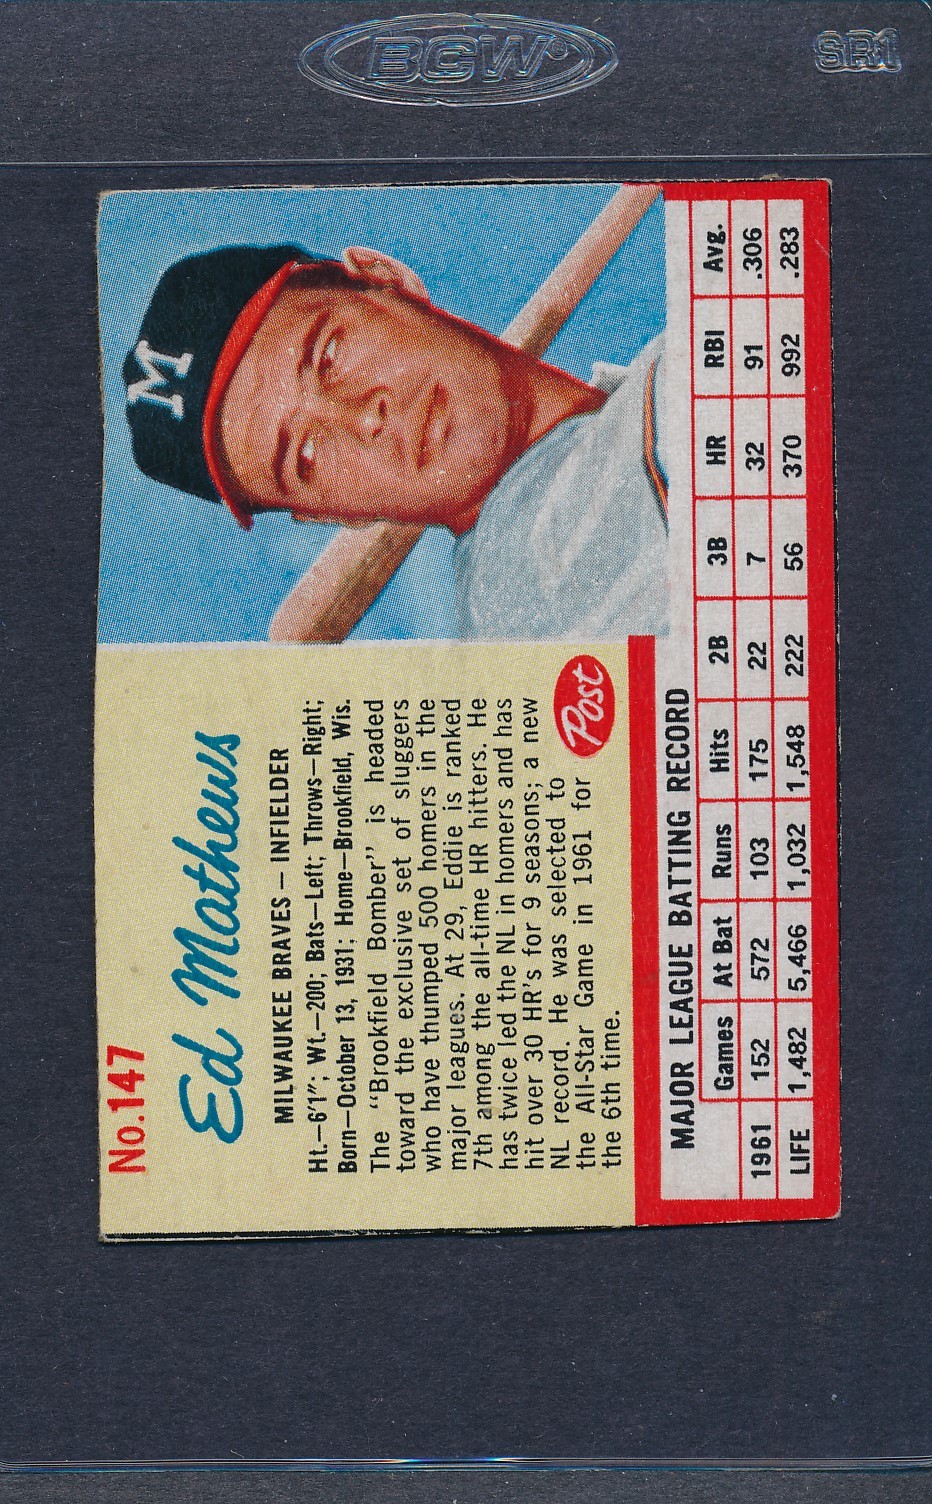 BCW®
SR1
No.147
Ed Mathews
MILWAUKEE BRAVES – INFIELDER
Ht.–6'1"; Wt.–200; Bats–Left; Throws–Right;
Born–October 13, 1931; Home–Brookfield, Wis.
The "Brookfield Bomber" is headed
toward the exclusive set of sluggers
who have thumped 500 homers in the
major leagues. At 29, Eddie is ranked
7th among the all-time HR hitters. He
has twice led the NL in homers and has
hit over 30 HR's for 9 seasons; a new
NL record. He was selected to
the All-Star Game in 1961 for
the 6th time.
Post
M
MAJOR LEAGUE BATTING RECORD
Games At Bat Runs Hits 2B 3B HR RBI Avg.
1961 152 572 103 175 22 7 32 91 .306
LIFE 1,482 5,466 1,032 1,548 222 56 370 992 .283